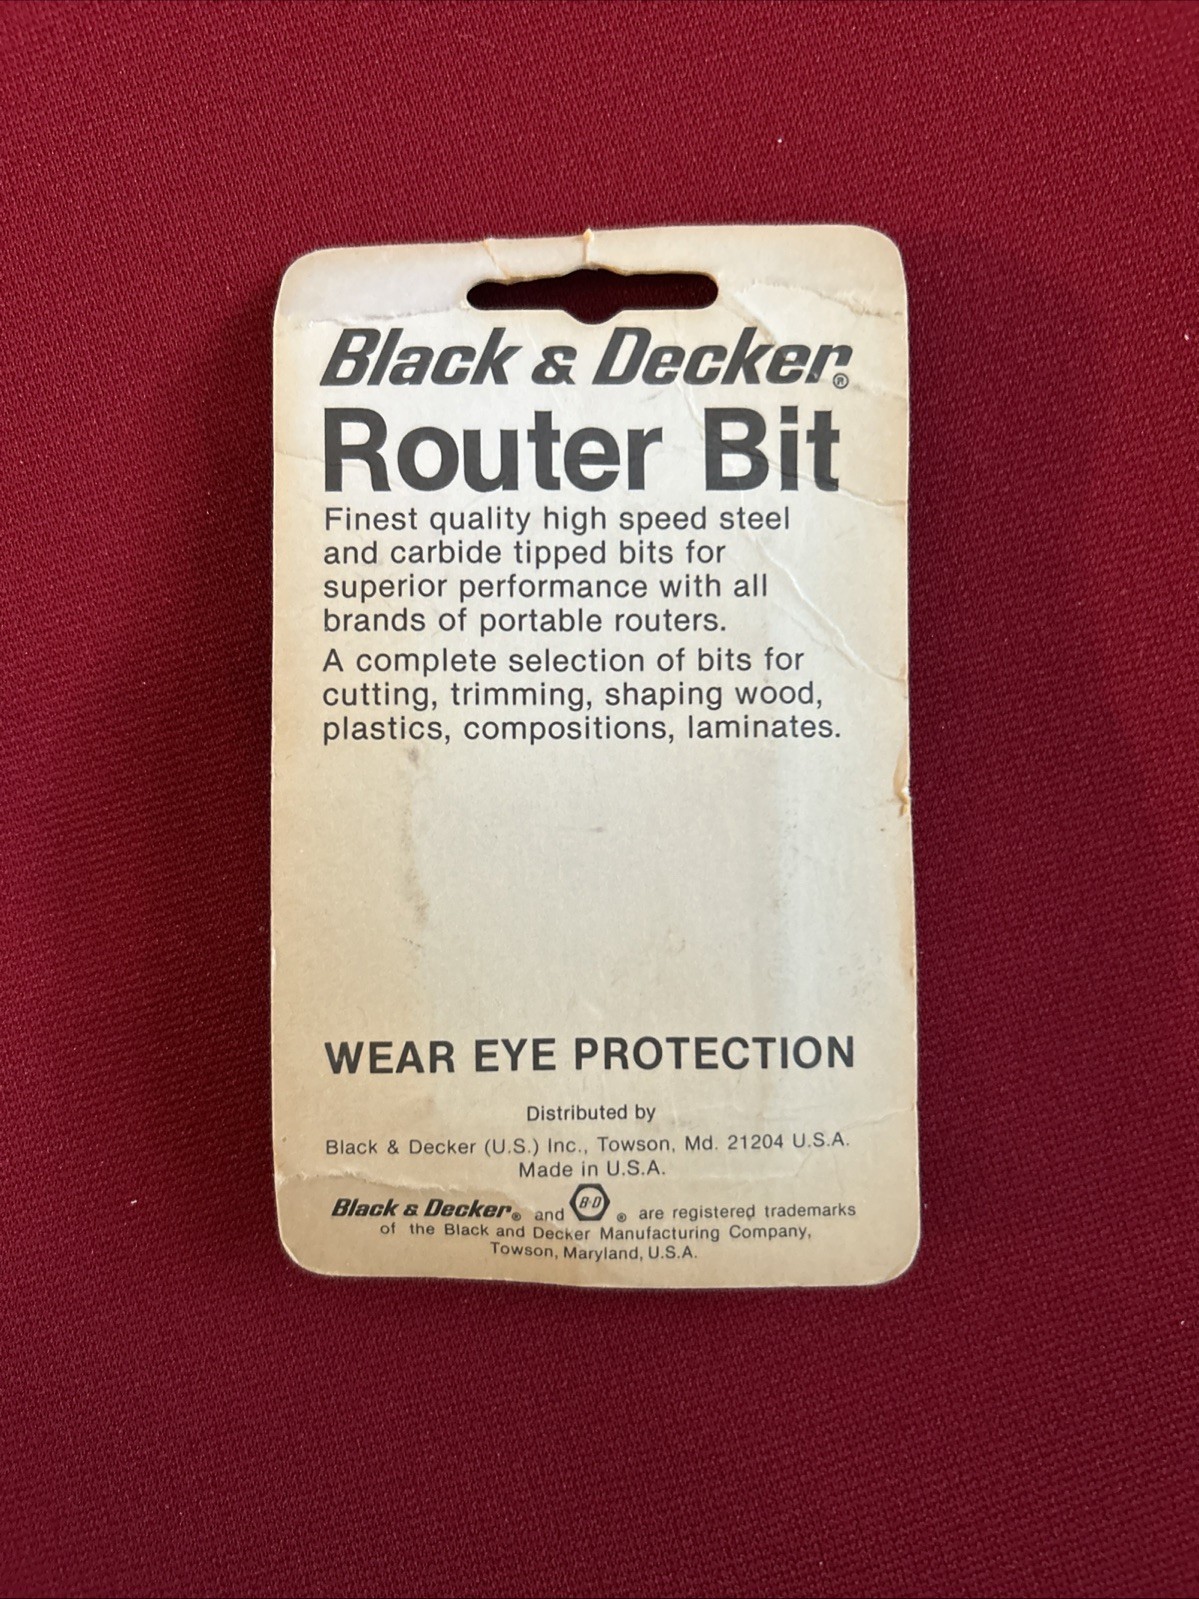 Black & Decker®
Router Bit
Finest quality high speed steel
and carbide tipped bits for
superior performance with all
brands of portable routers.
A complete selection of bits for
cutting, trimming, shaping wood,
plastics, compositions, laminates.
WEAR EYE PROTECTION
Distributed by
Black & Decker (U.S.) Inc., Towson, Md. 21204 U.S.A.
Made in U.S.A.
Black & Decker® and B·D ® are registered trademarks
of the Black and Decker Manufacturing Company,
Towson, Maryland, U.S.A.